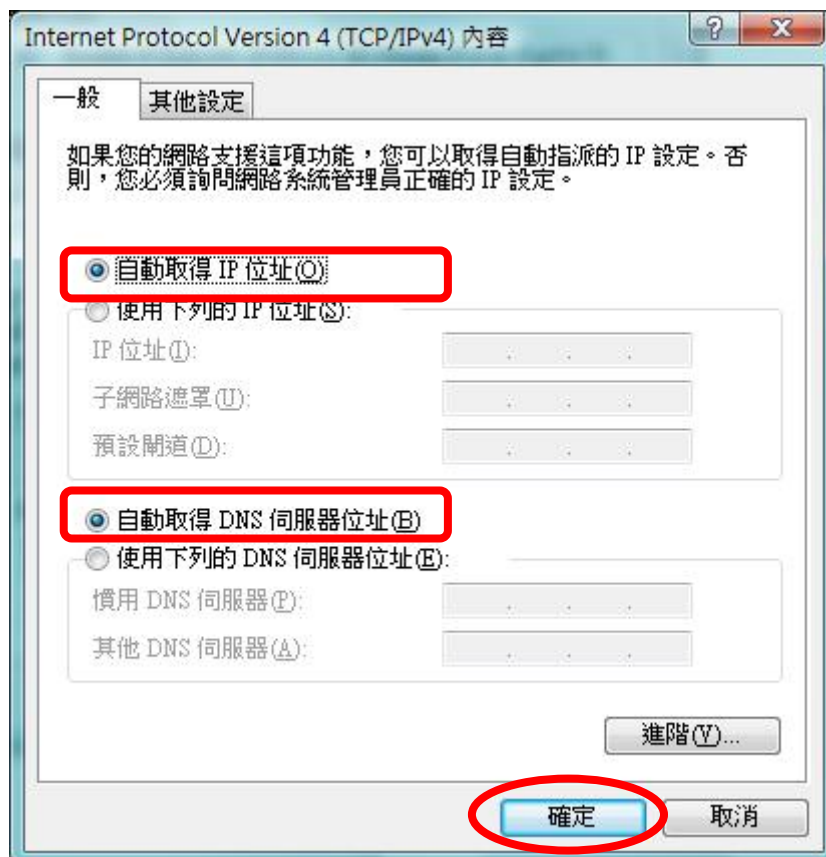 Internet Protocol Version 4 (TCP/IPv4) 內容
一般
其他設定
如果您的網路支援這項功能，您可以取得自動指派的 IP 設定。否
則，您必須詢問網路系統管理員正確的 IP 設定。
自動取得 IP 位址(O)
使用下列的 IP 位址(S):
IP 位址(I):
子網路遮罩(U):
預設閘道(D):
自動取得 DNS 伺服器位址(B)
使用下列的 DNS 伺服器位址(E):
慣用 DNS 伺服器(P):
其他 DNS 伺服器(A):
進階(V)...
確定
取消